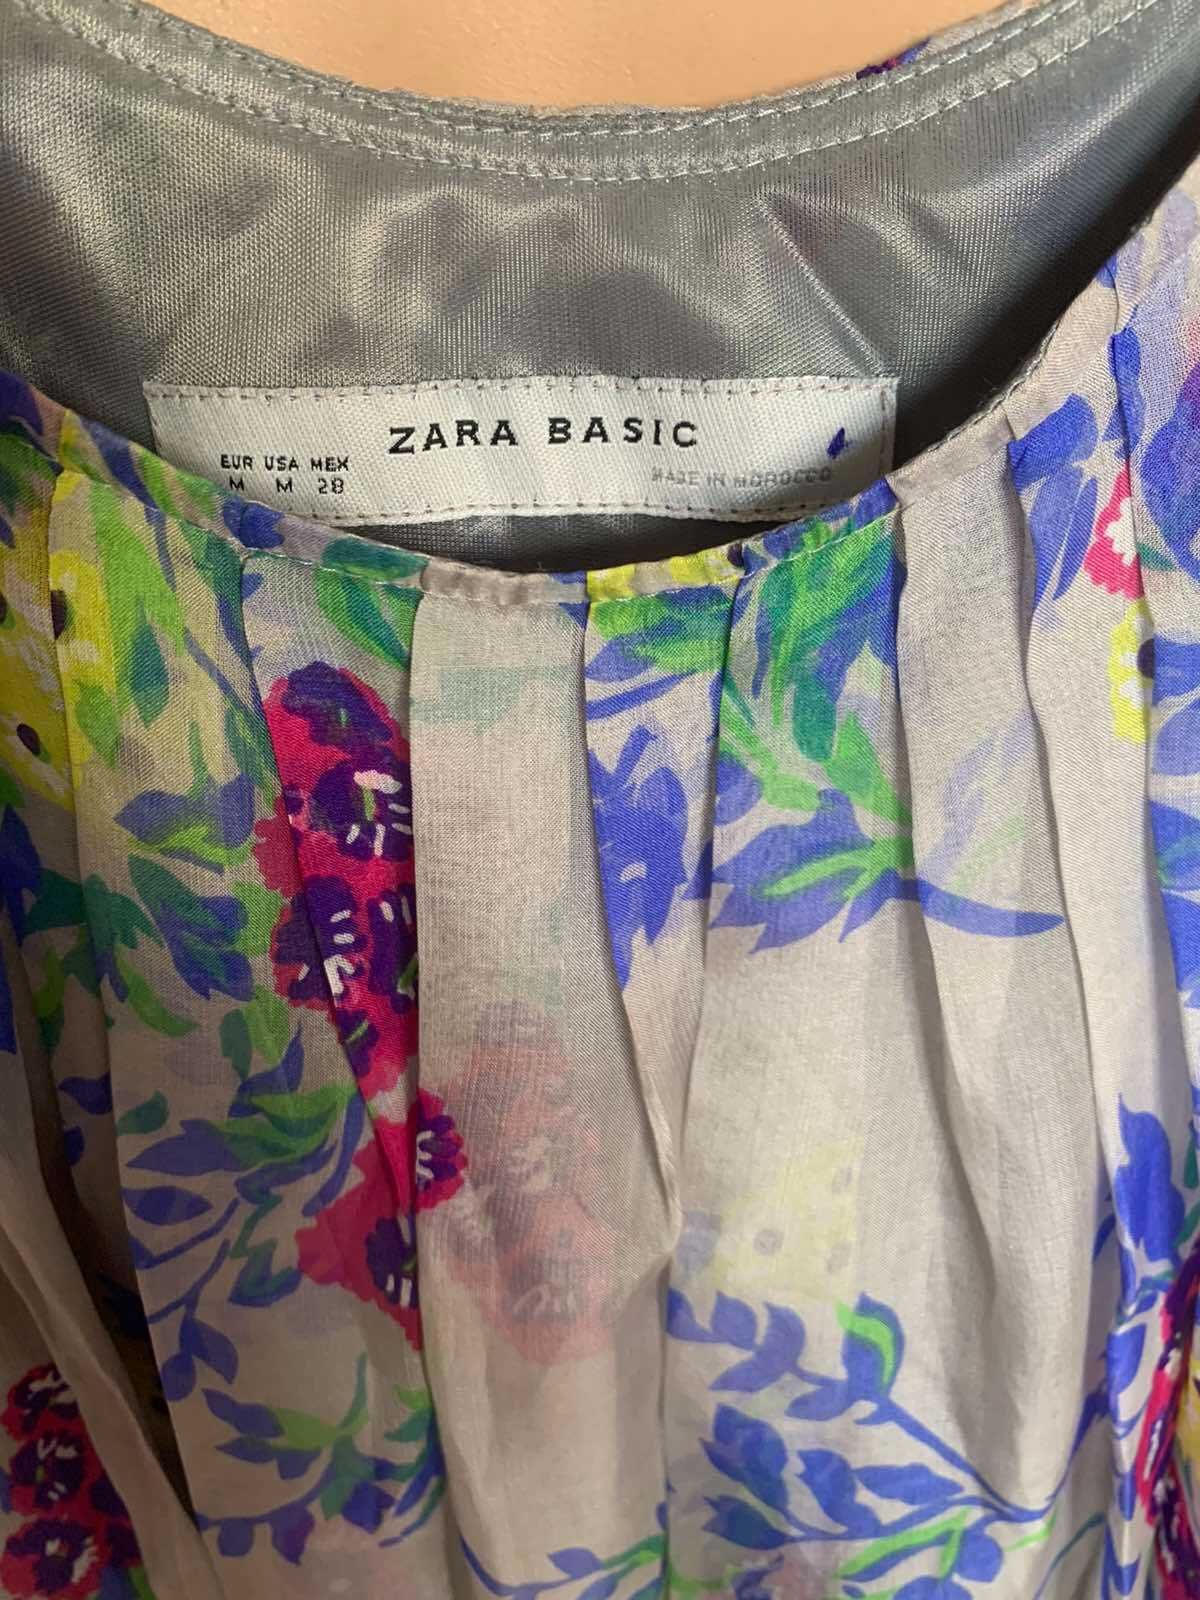 ZARA BASIC
EUR USA MEX
M M 28
MADE IN MOROCCO